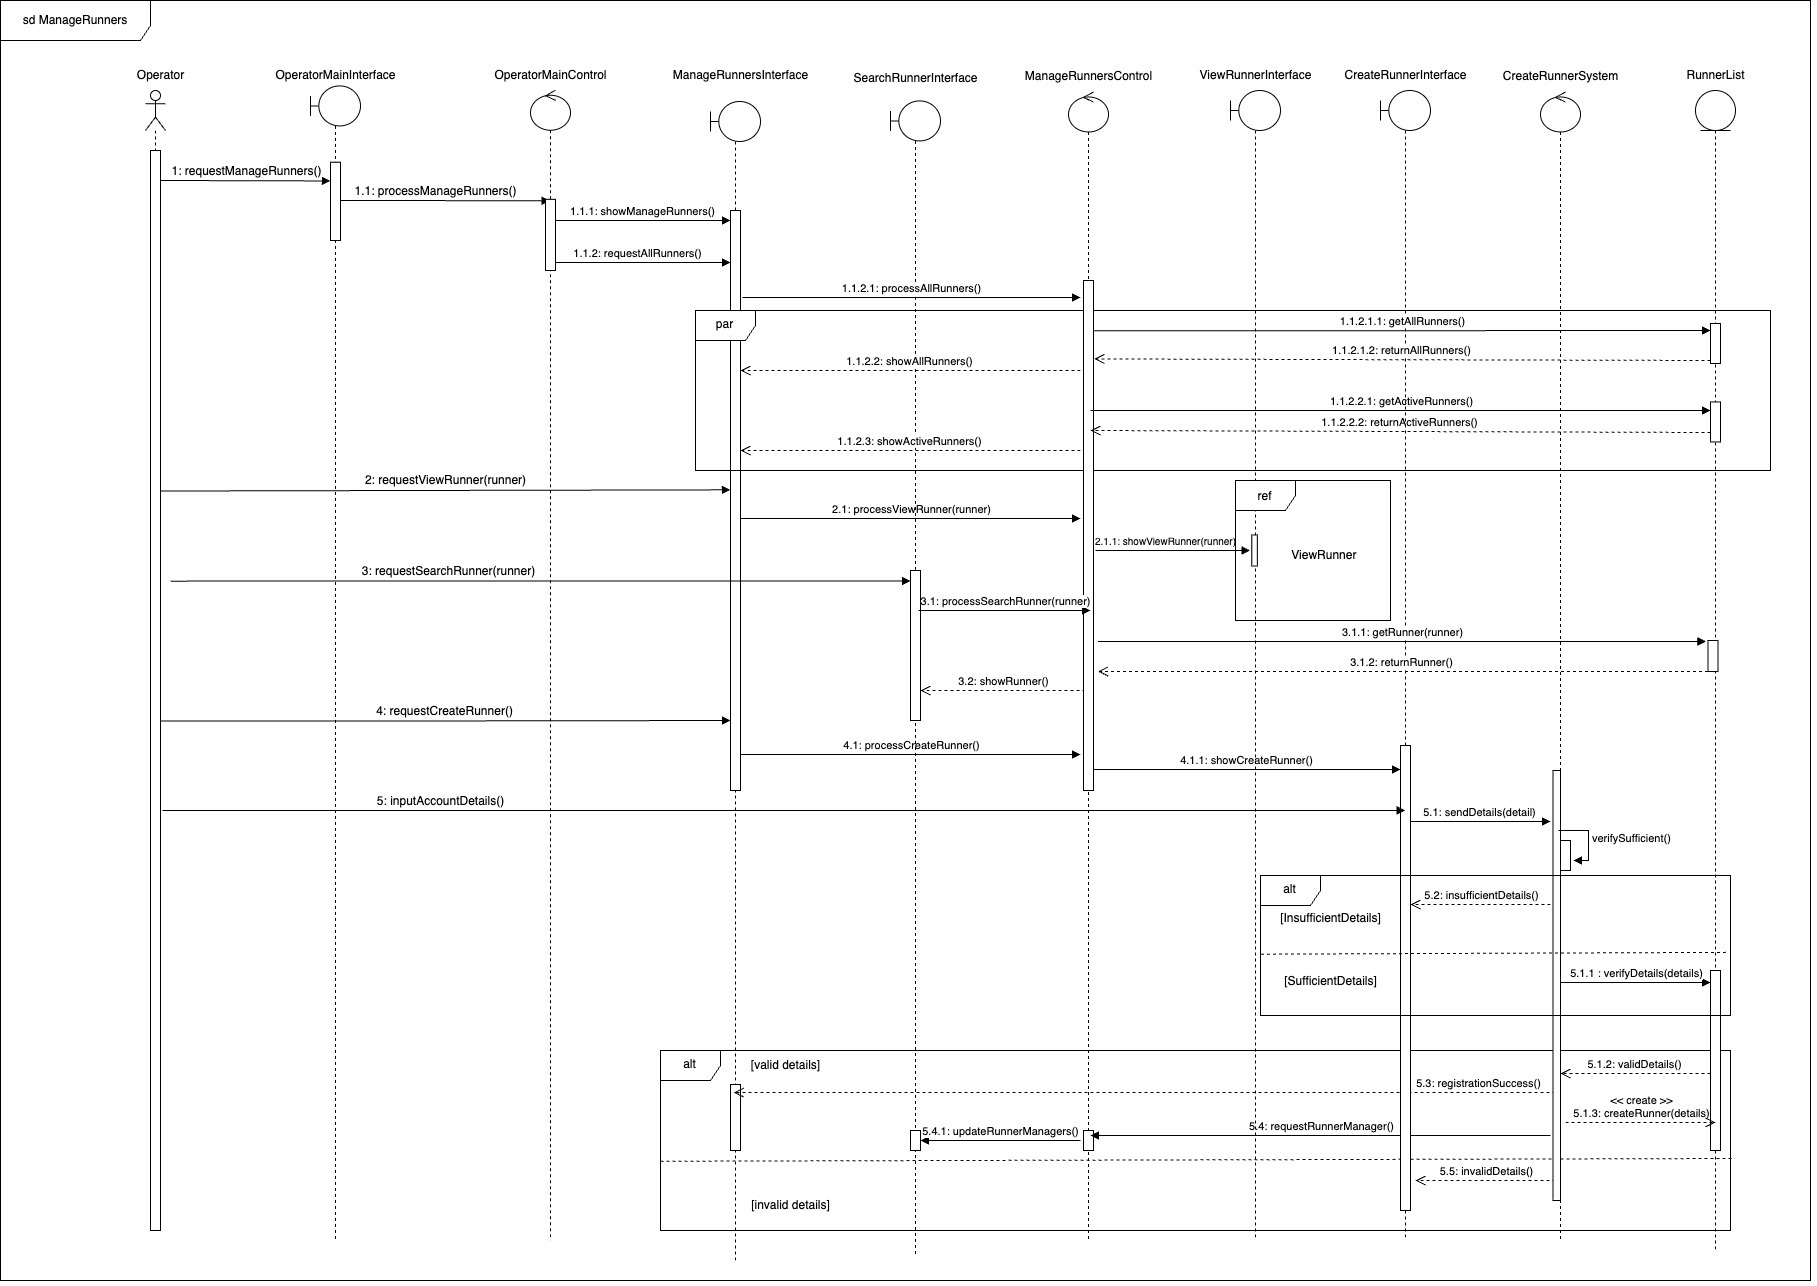 sd ManageRunners
Operator
OperatorMainInterface
OperatorMainControl
ManageRunnersInterface
SearchRunnerInterface
ManageRunnersControl
ViewRunnerInterface
CreateRunnerInterface
CreateRunnerSystem
RunnerList
1: requestManageRunners()
1.1: processManageRunners()
1.1.1: showManageRunners()
1.1.2: requestAllRunners()
1.1.2.1: processAllRunners()
par
1.1.2.1.1: getAllRunners()
1.1.2.1.2: returnAllRunners()
1.1.2.2: showAllRunners()
1.1.2.2.1: getActiveRunners()
1.1.2.2.2: returnActiveRunners()
1.1.2.3: showActiveRunners()
2: requestViewRunner(runner)
ref
2.1: processViewRunner(runner)
2.1.1: showViewRunner(runner)
ViewRunner
3: requestSearchRunner(runner)
3.1: processSearchRunner(runner)
3.1.1: getRunner(runner)
3.1.2: returnRunner()
3.2: showRunner()
4: requestCreateRunner()
4.1: processCreateRunner()
4.1.1: showCreateRunner()
5: inputAccountDetails()
5.1: sendDetails(detail)
verifySufficient()
alt
5.2: insufficientDetails()
[InsufficientDetails]
5.1.1 : verifyDetails(details)
[SufficientDetails]
alt
[valid details]
5.1.2: validDetails()
5.3: registrationSuccess()
<< create >>
5.1.3: createRunner(details)
5.4: requestRunnerManager()
5.4.1: updateRunnerManagers()
5.5: invalidDetails()
[invalid details]